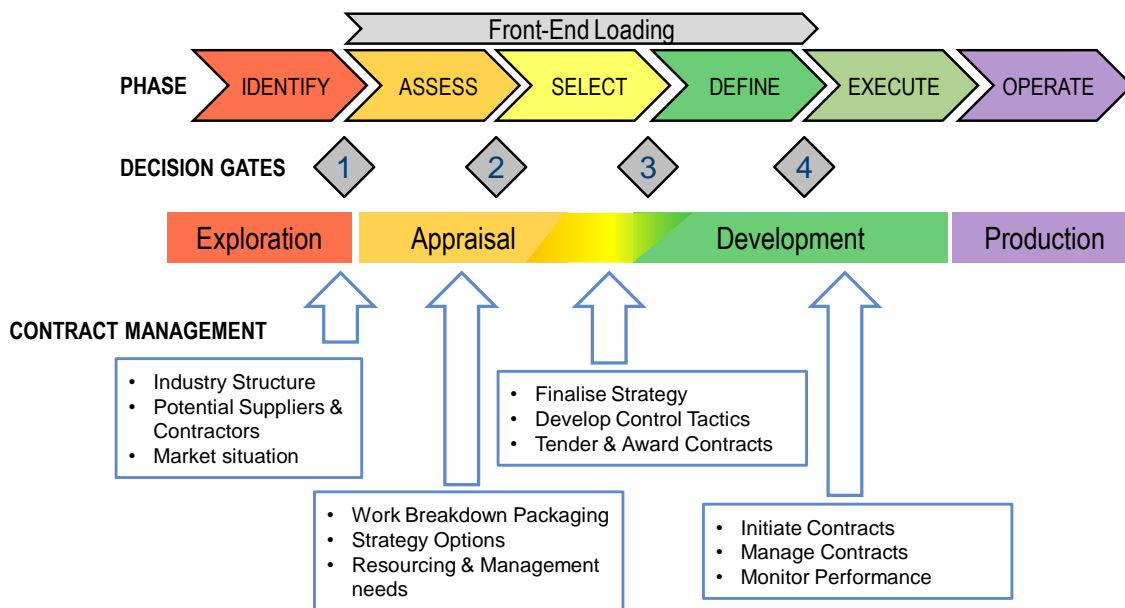 Front-End Loading
PHASE
IDENTIFY
ASSESS
SELECT
DEFINE
EXECUTE
OPERATE
DECISION GATES
1
2
3
4
Exploration
Appraisal
Development
Production
CONTRACT MANAGEMENT
• Industry Structure
• Potential Suppliers &
Contractors
• Market situation
• Finalise Strategy
• Develop Control Tactics
• Tender & Award Contracts
• Work Breakdown Packaging
• Strategy Options
• Resourcing & Management
needs
• Initiate Contracts
• Manage Contracts
• Monitor Performance